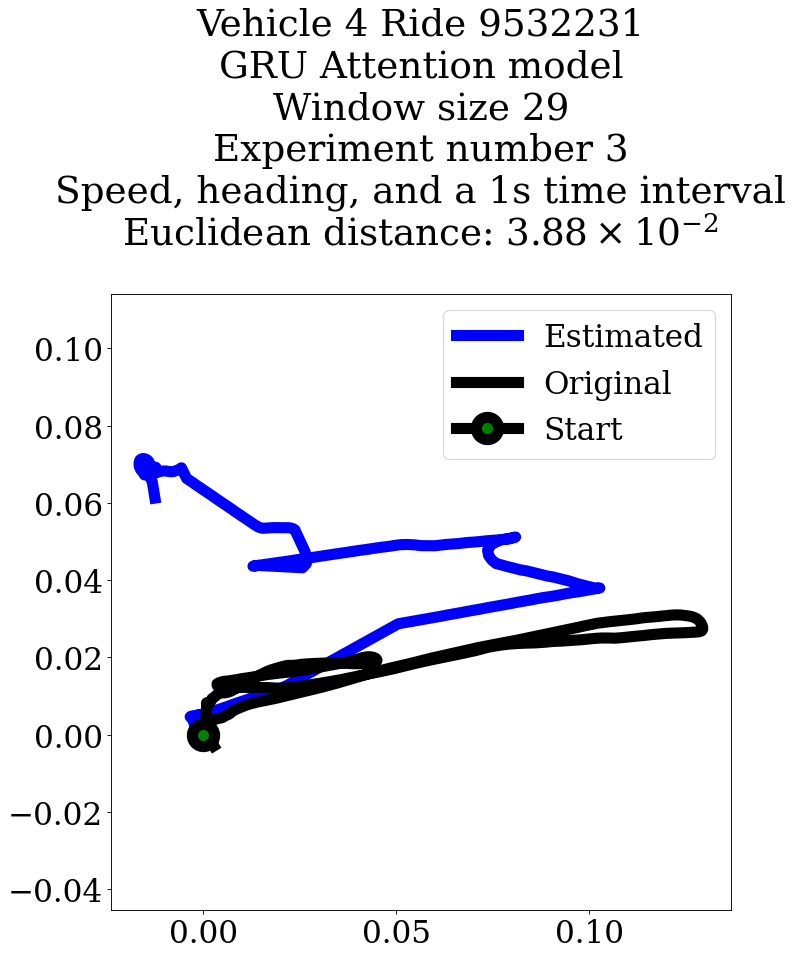 Vehicle 4 Ride 9532231
GRU Attention model
Window size 29
Experiment number 3
Speed, heading, and a 1s time interval
Euclidean distance: 3.88 × 10⁻²
Estimated
Original
Start
0.10
0.08
0.06
0.04
0.02
0.00
−0.02
−0.04
0.00 0.05 0.10